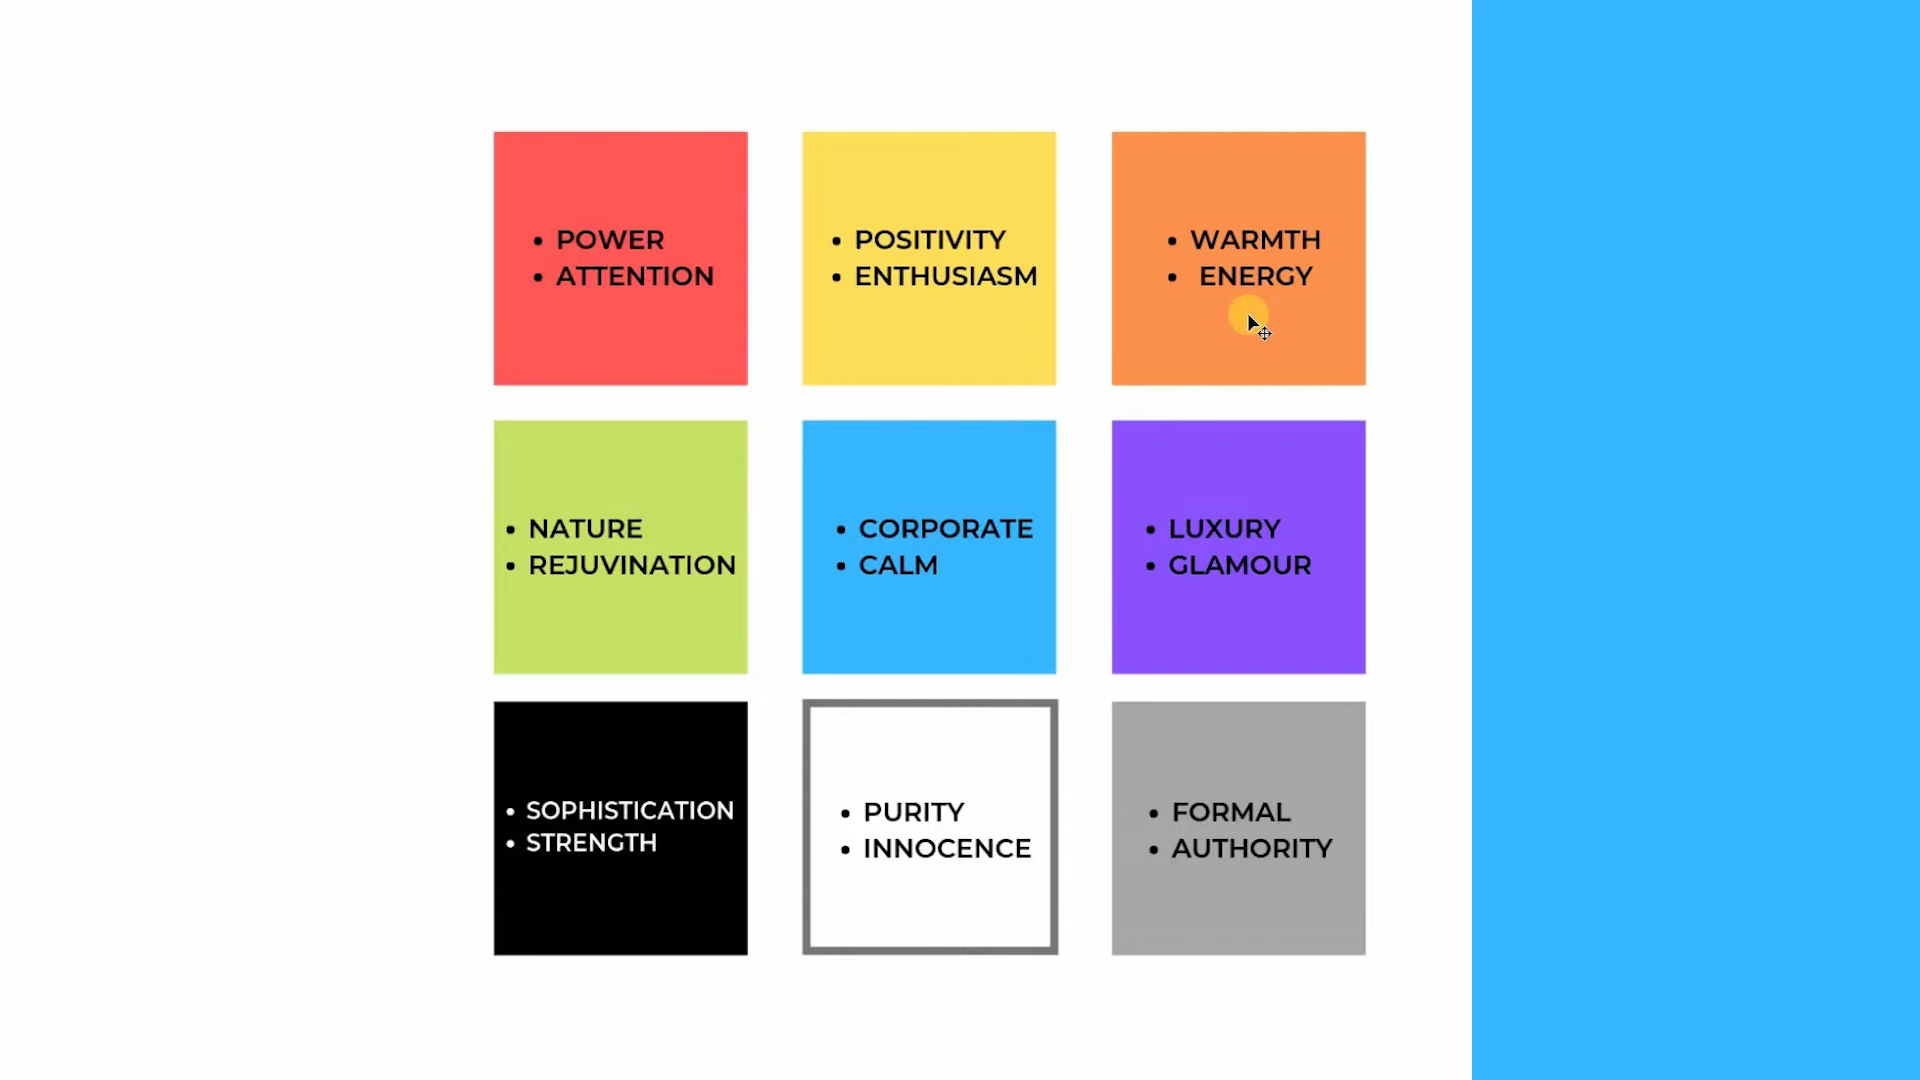 • POWER
• ATTENTION
• POSITIVITY
• ENTHUSIASM
• WARMTH
• ENERGY
• NATURE
• REJUVINATION
• CORPORATE
• CALM
• LUXURY
• GLAMOUR
• SOPHISTICATION
• STRENGTH
• PURITY
• INNOCENCE
• FORMAL
• AUTHORITY